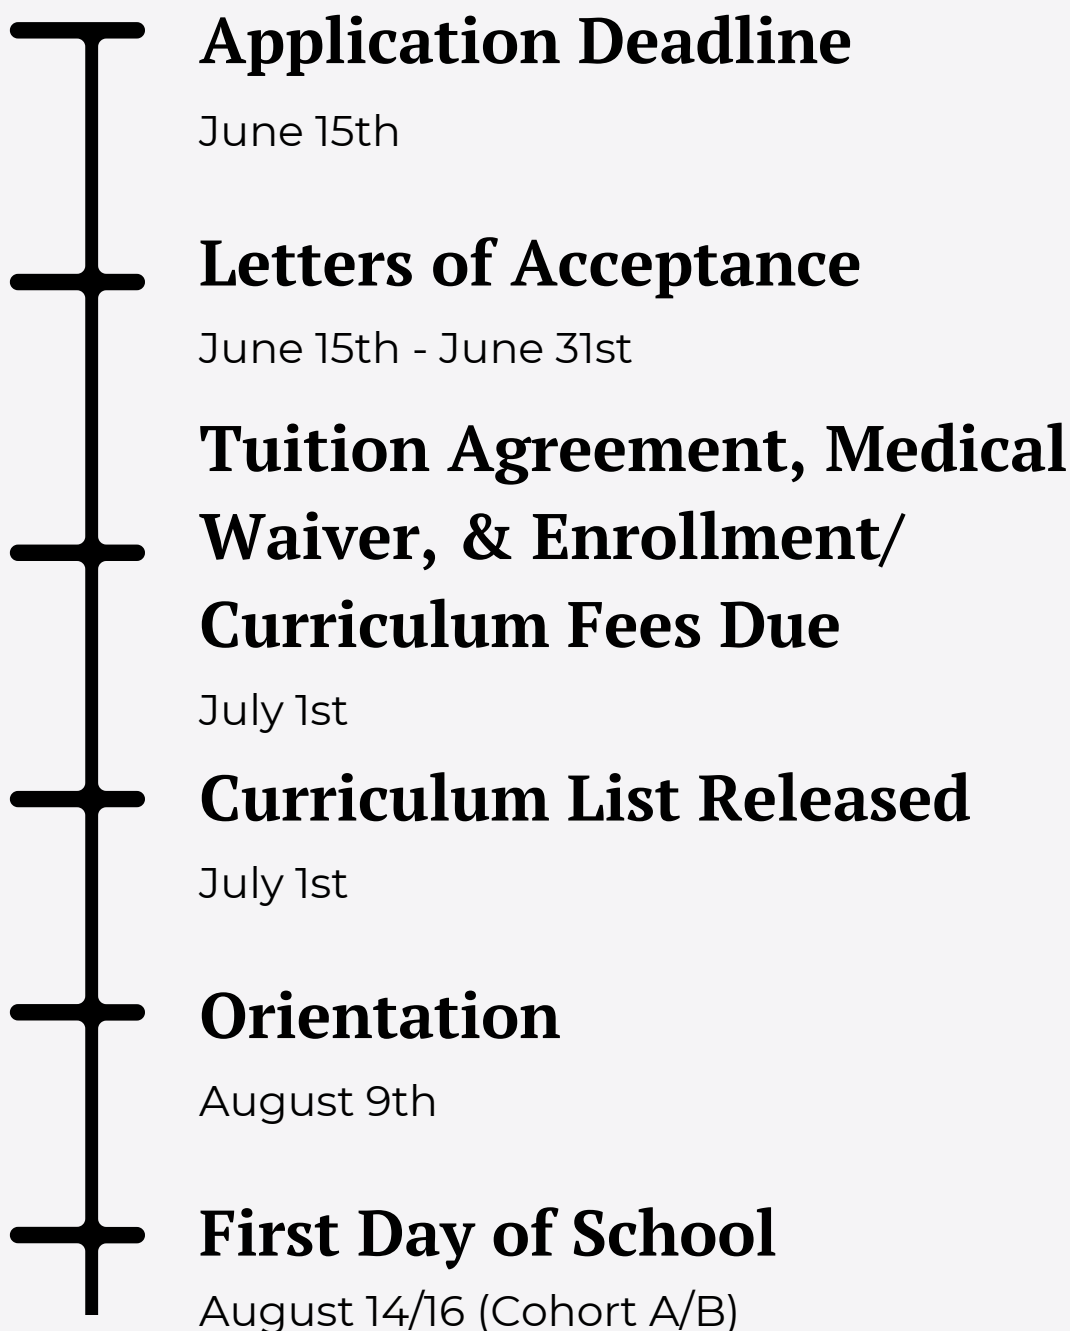 Application Deadline
June 15th
Letters of Acceptance
June 15th - June 31st
Tuition Agreement, Medical
Waiver, & Enrollment/
Curriculum Fees Due
July 1st
Curriculum List Released
July 1st
Orientation
August 9th
First Day of School
August 14/16 (Cohort A/B)